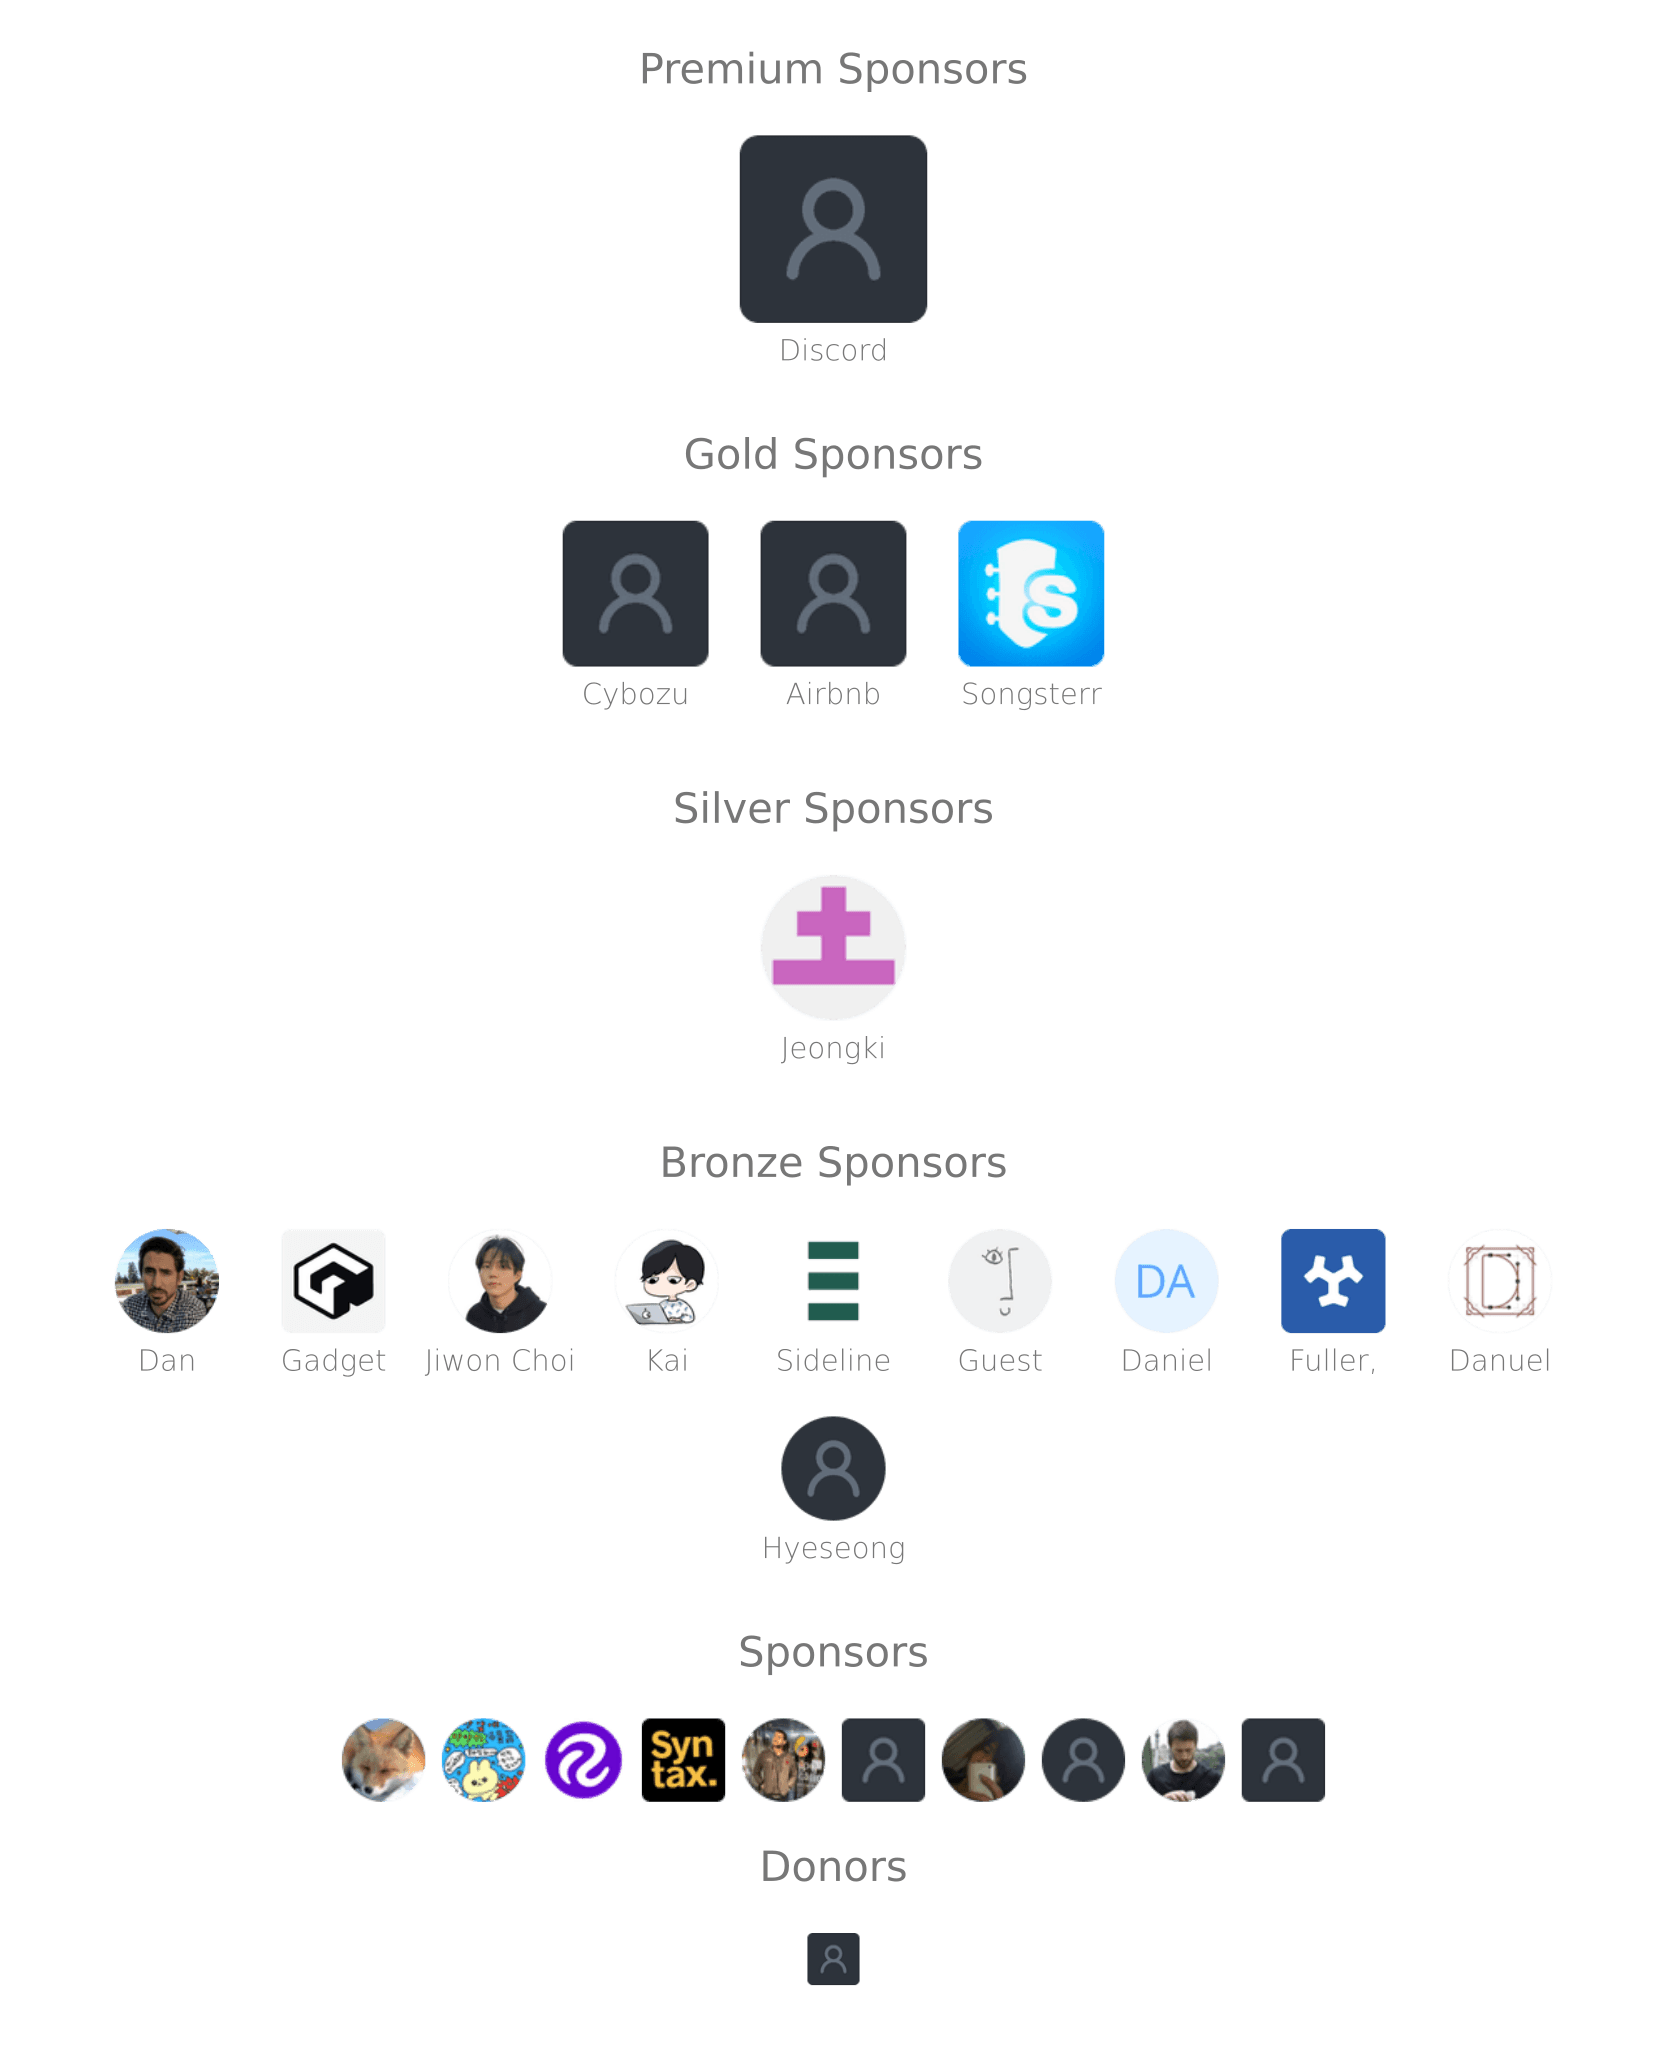 Premium Sponsors
Discord
Gold Sponsors
Cybozu Airbnb Songsterr
Silver Sponsors
Jeongki
Bronze Sponsors
DA
Dan Gadget Jiwon Choi Kai Sideline Guest Daniel Fuller, Danuel
Hyeseong
Sponsors
Syn
tax.
Donors